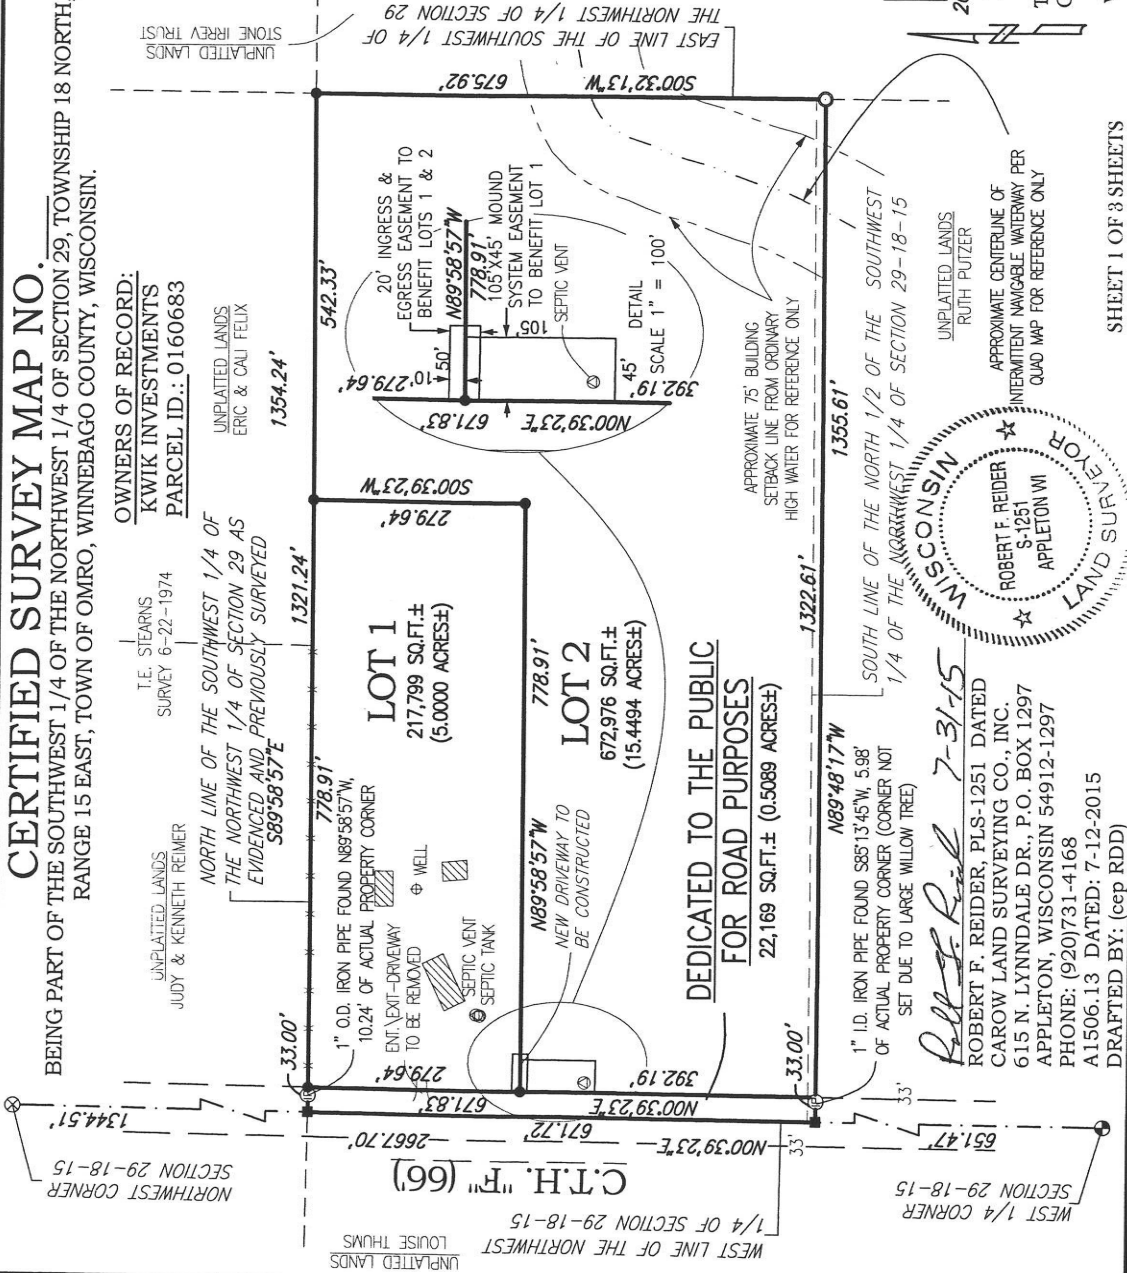 CERTIFIED SURVEY MAP NO.
BEING PART OF THE SOUTHWEST 1/4 OF THE NORTHWEST 1/4 OF SECTION 29, TOWNSHIP 18 NORTH,
RANGE 15 EAST, TOWN OF OMRO, WINNEBAGO COUNTY, WISCONSIN.
OWNERS OF RECORD:
KWIK INVESTMENTS
PARCEL ID.: 0160683
T.E. STEARNS
SURVEY 6-22-1974
UNPLATTED LANDS
JUDY & KENNETH REIMER
UNPLATTED LANDS
ERIC & CALI FELIX
UNPLATTED LANDS
STONE IRREV TRUST
NORTH LINE OF THE SOUTHWEST 1/4 OF
THE NORTHWEST 1/4 OF SECTION 29 AS
EVIDENCED AND PREVIOUSLY SURVEYED
S89°58'57"E
1354.24'
1321.24'
33.00'
778.91'
542.33'
NORTHWEST CORNER
SECTION 29-18-15
1344.51'
1" O.D. IRON PIPE FOUND N89°58'57"W,
10.24' OF ACTUAL PROPERTY CORNER
ENT.\EXIT-DRIVEWAY
TO BE REMOVED
WELL
SEPTIC VENT
SEPTIC TANK
LOT 1
217,799 SQ.FT.±
(5.0000 ACRES±)
279.64'
S00°39'23"W
279.64'
778.91'
N89°58'57"W
NEW DRIVEWAY TO
BE CONSTRUCTED
LOT 2
672,976 SQ.FT.±
(15.4494 ACRES±)
20' INGRESS &
EGRESS EASEMENT TO
BENEFIT LOTS 1 & 2
N89°58'57"W
778.91'
105'X45' MOUND
SYSTEM EASEMENT
TO BENEFIT LOT 1
SEPTIC VENT
279.64'
10'
50'
105'
45'
671.83'
N00°39'23"E
392.19'
DETAIL
SCALE 1" = 100'
EAST LINE OF THE SOUTHWEST 1/4 OF
THE NORTHWEST 1/4 OF SECTION 29
675.92'
S00°32'13"W
C.T.H. "F" (66')
2667.70'
671.72'
N00°39'23"E
671.83'
N00°39'23"E
392.19'
UNPLATTED LANDS
LOUISE THUMS
WEST LINE OF THE NORTHWEST
1/4 OF SECTION 29-18-15
DEDICATED TO THE PUBLIC
FOR ROAD PURPOSES
22,169 SQ.FT.± (0.5089 ACRES±)
APPROXIMATE 75' BUILDING
SETBACK LINE FROM ORDINARY
HIGH WATER FOR REFERENCE ONLY
33.00'
1322.61'
N89°48'17"W
1355.61'
33'
33'
651.47'
WEST 1/4 CORNER
SECTION 29-18-15
1" I.D. IRON PIPE FOUND S85°13'45"W, 5.98'
OF ACTUAL PROPERTY CORNER (CORNER NOT
SET DUE TO LARGE WILLOW TREE)
SOUTH LINE OF THE NORTH 1/2 OF THE SOUTHWEST
1/4 OF THE NORTHWEST 1/4 OF SECTION 29-18-15
UNPLATTED LANDS
RUTH PUTZER
APPROXIMATE CENTERLINE OF
INTERMITTENT NAVIGABLE WATERWAY PER
QUAD MAP FOR REFERENCE ONLY
7-31-15
ROBERT F. REIDER, PLS-1251 DATED
CAROW LAND SURVEYING CO., INC.
615 N. LYNNDALE DR., P.O. BOX 1297
APPLETON, WISCONSIN 54912-1297
PHONE: (920)731-4168
A1506.13 DATED: 7-12-2015
DRAFTED BY: (cep RDD)
WISCONSIN
ROBERT F. REIDER
S-1251
APPLETON WI
LAND SURVEYOR
SHEET 1 OF 3 SHEETS